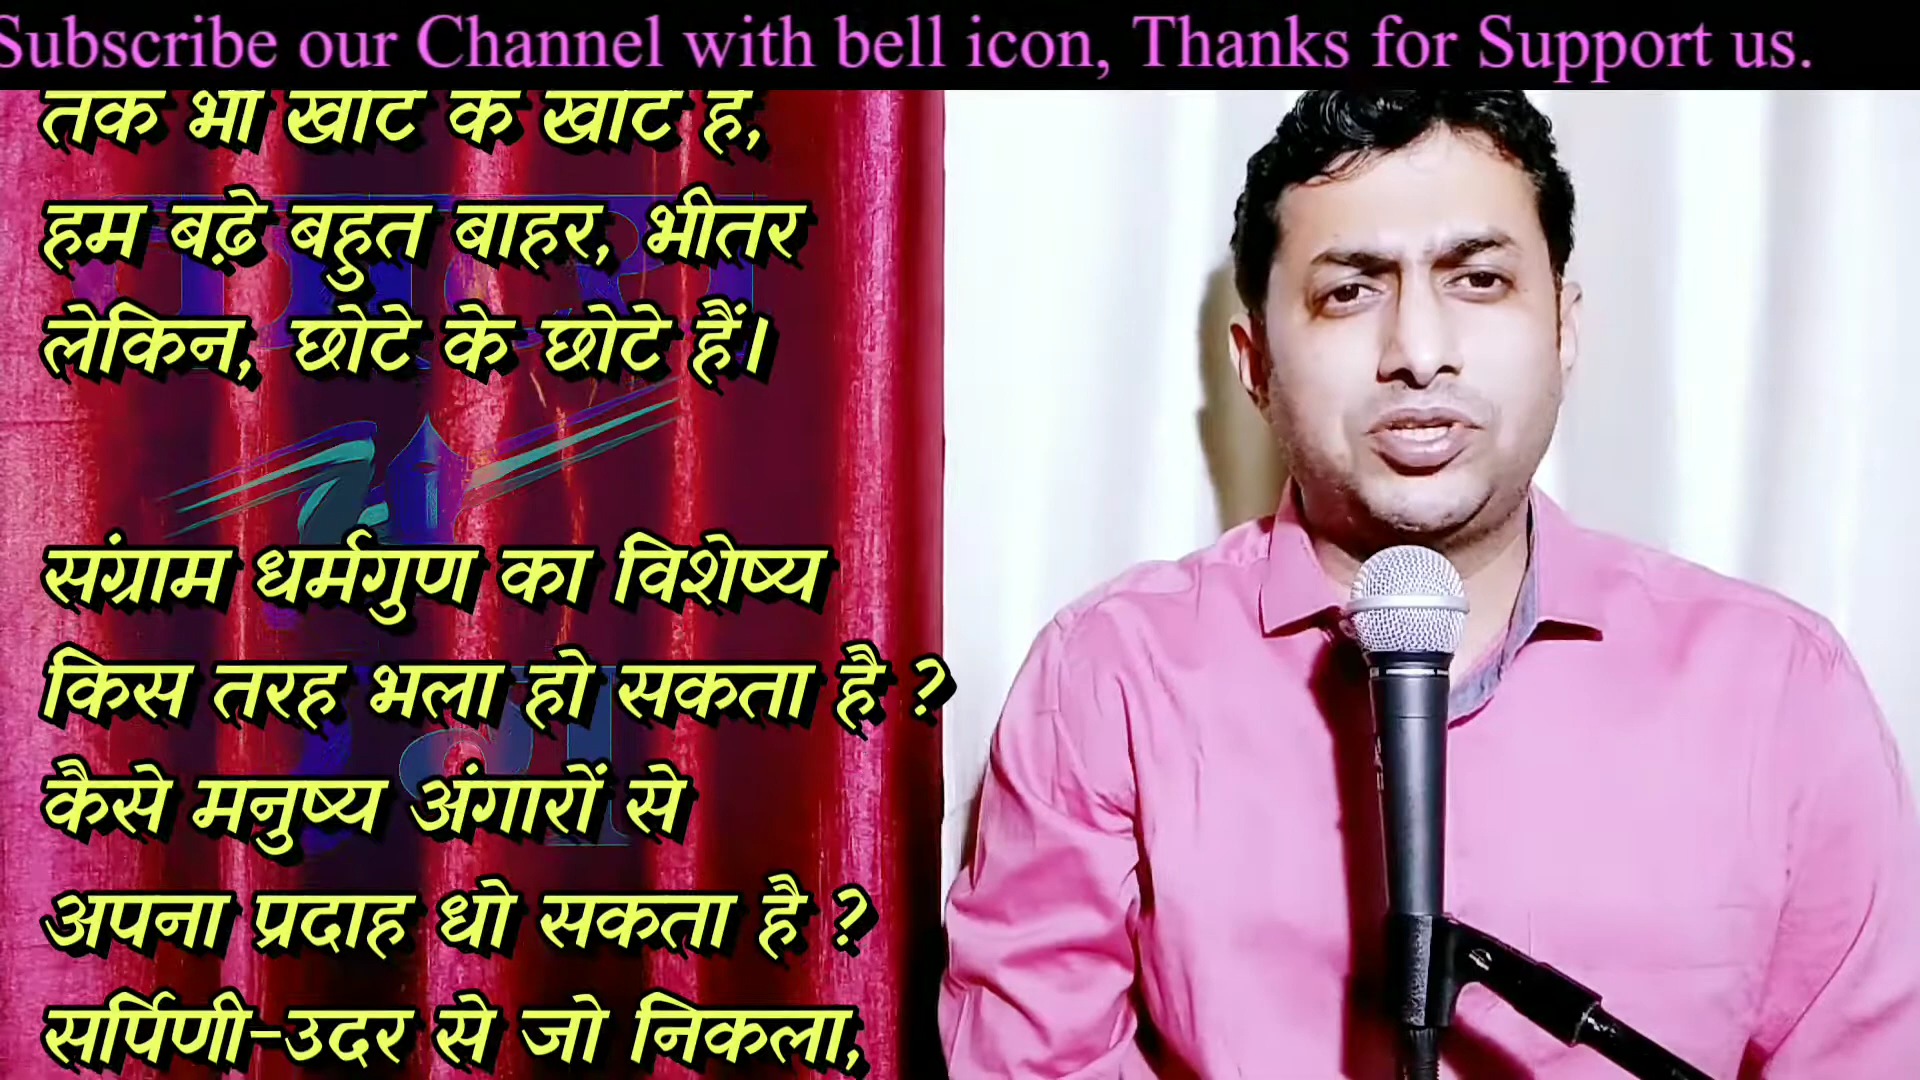 Subscribe our Channel with bell icon, Thanks for Support us.
तक भी खोटे के खोटे हैं,
हम बढ़े बहुत बाहर, भीतर
लेकिन, छोटे के छोटे हैं।
संग्राम धर्मगुण का विशेष्य
किस तरह भला हो सकता है ?
कैसे मनुष्य अंगारों से
अपना प्रदाह धो सकता है ?
सर्पिणी-उदर से जो निकला,